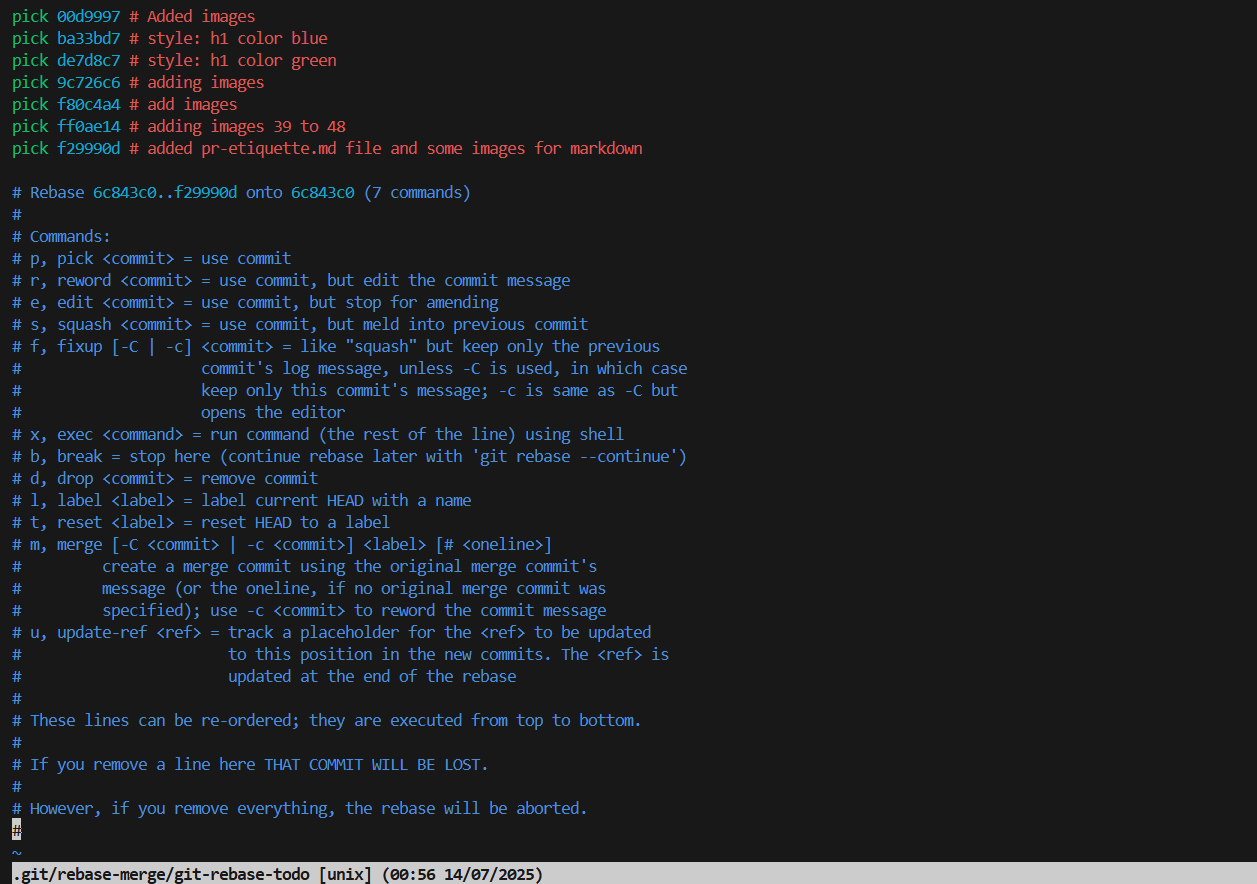 pick 00d9997 # Added images
pick ba33bd7 # style: h1 color blue
pick de7d8c7 # style: h1 color green
pick 9c726c6 # adding images
pick f80c4a4 # add images
pick ff0ae14 # adding images 39 to 48
pick f29990d # added pr-etiquette.md file and some images for markdown

# Rebase 6c843c0..f29990d onto 6c843c0 (7 commands)
#
# Commands:
# p, pick <commit> = use commit
# r, reword <commit> = use commit, but edit the commit message
# e, edit <commit> = use commit, but stop for amending
# s, squash <commit> = use commit, but meld into previous commit
# f, fixup [-C | -c] <commit> = like "squash" but keep only the previous
#                    commit's log message, unless -C is used, in which case
#                    keep only this commit's message; -c is same as -C but
#                    opens the editor
# x, exec <command> = run command (the rest of the line) using shell
# b, break = stop here (continue rebase later with 'git rebase --continue')
# d, drop <commit> = remove commit
# l, label <label> = label current HEAD with a name
# t, reset <label> = reset HEAD to a label
# m, merge [-C <commit> | -c <commit>] <label> [# <oneline>]
#         create a merge commit using the original merge commit's
#         message (or the oneline, if no original merge commit was
#         specified); use -c <commit> to reword the commit message
# u, update-ref <ref> = track a placeholder for the <ref> to be updated
#                       to this position in the new commits. The <ref> is
#                       updated at the end of the rebase
#
# These lines can be re-ordered; they are executed from top to bottom.
#
# If you remove a line here THAT COMMIT WILL BE LOST.
#
# However, if you remove everything, the rebase will be aborted.
#
~
.git/rebase-merge/git-rebase-todo [unix] (00:56 14/07/2025)